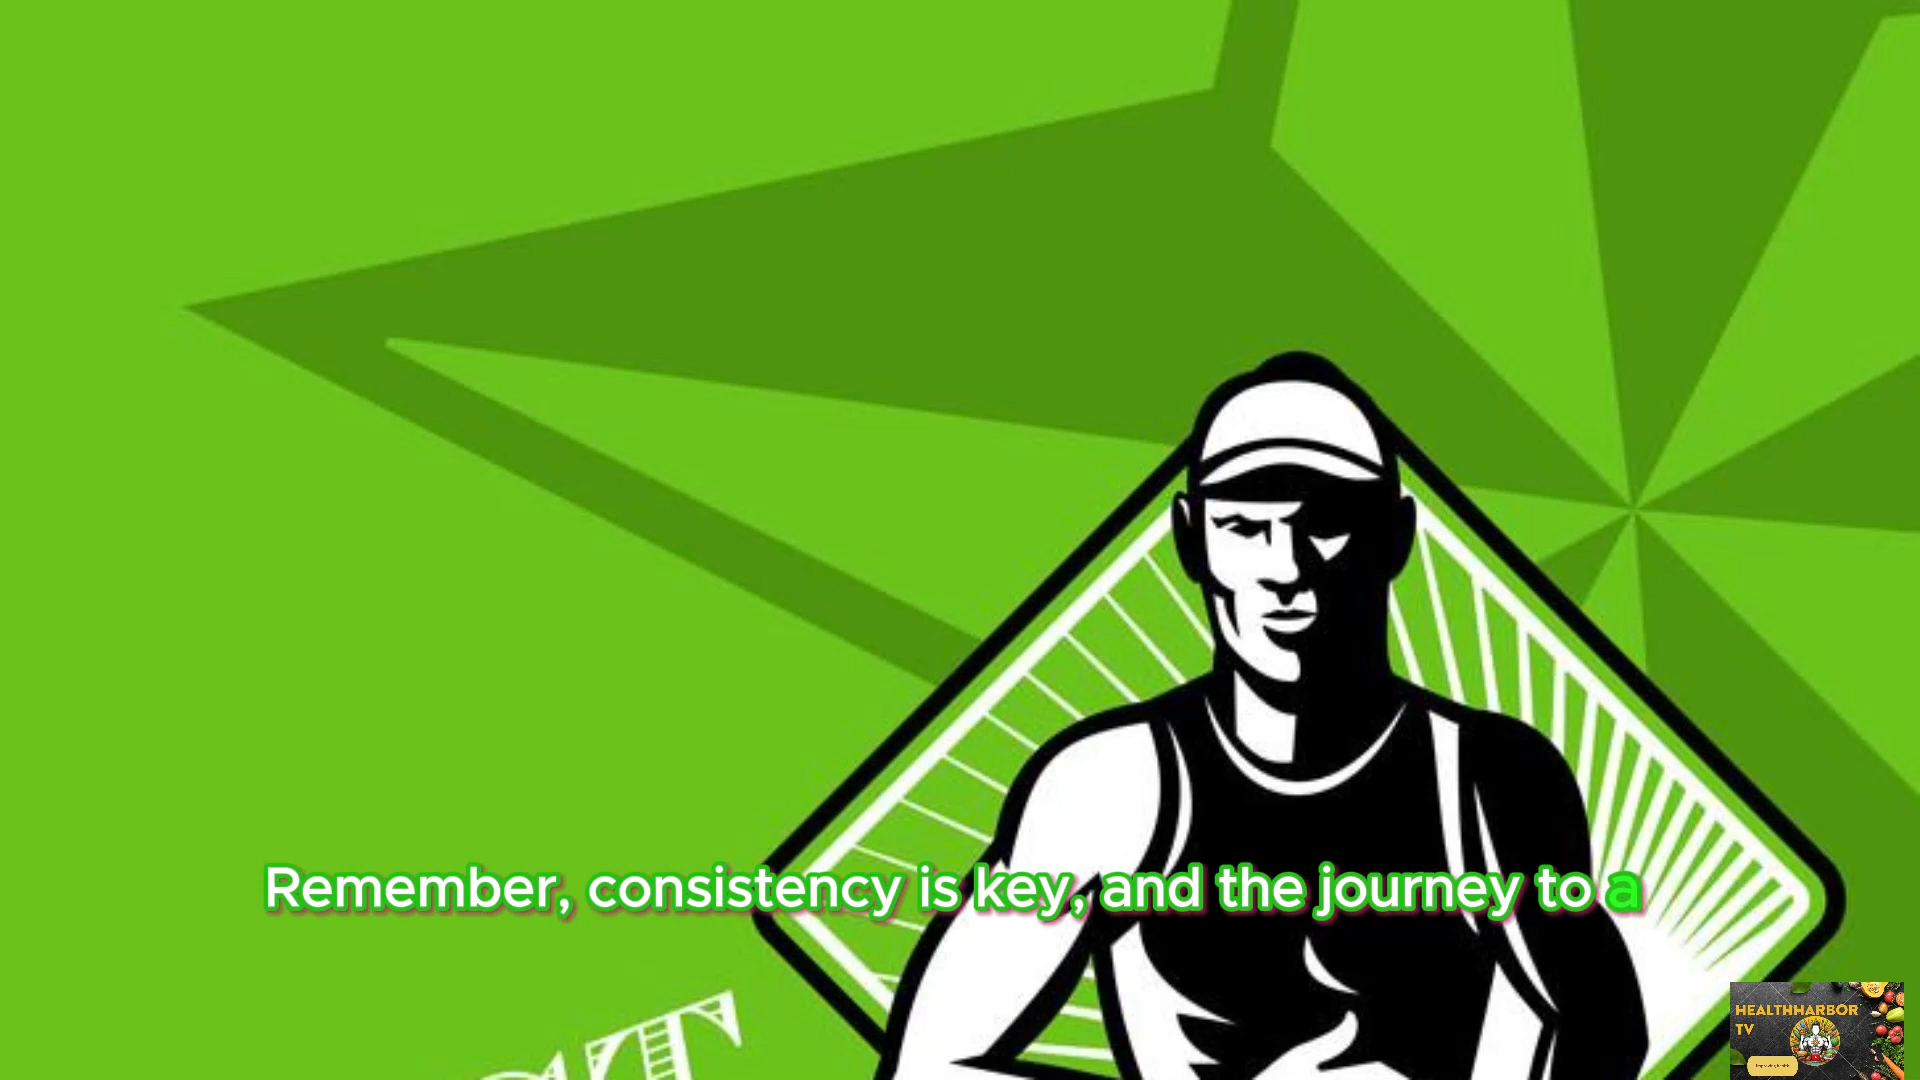 Remember, consistency is key, and the journey to a
HEALTHHARBOR
TV